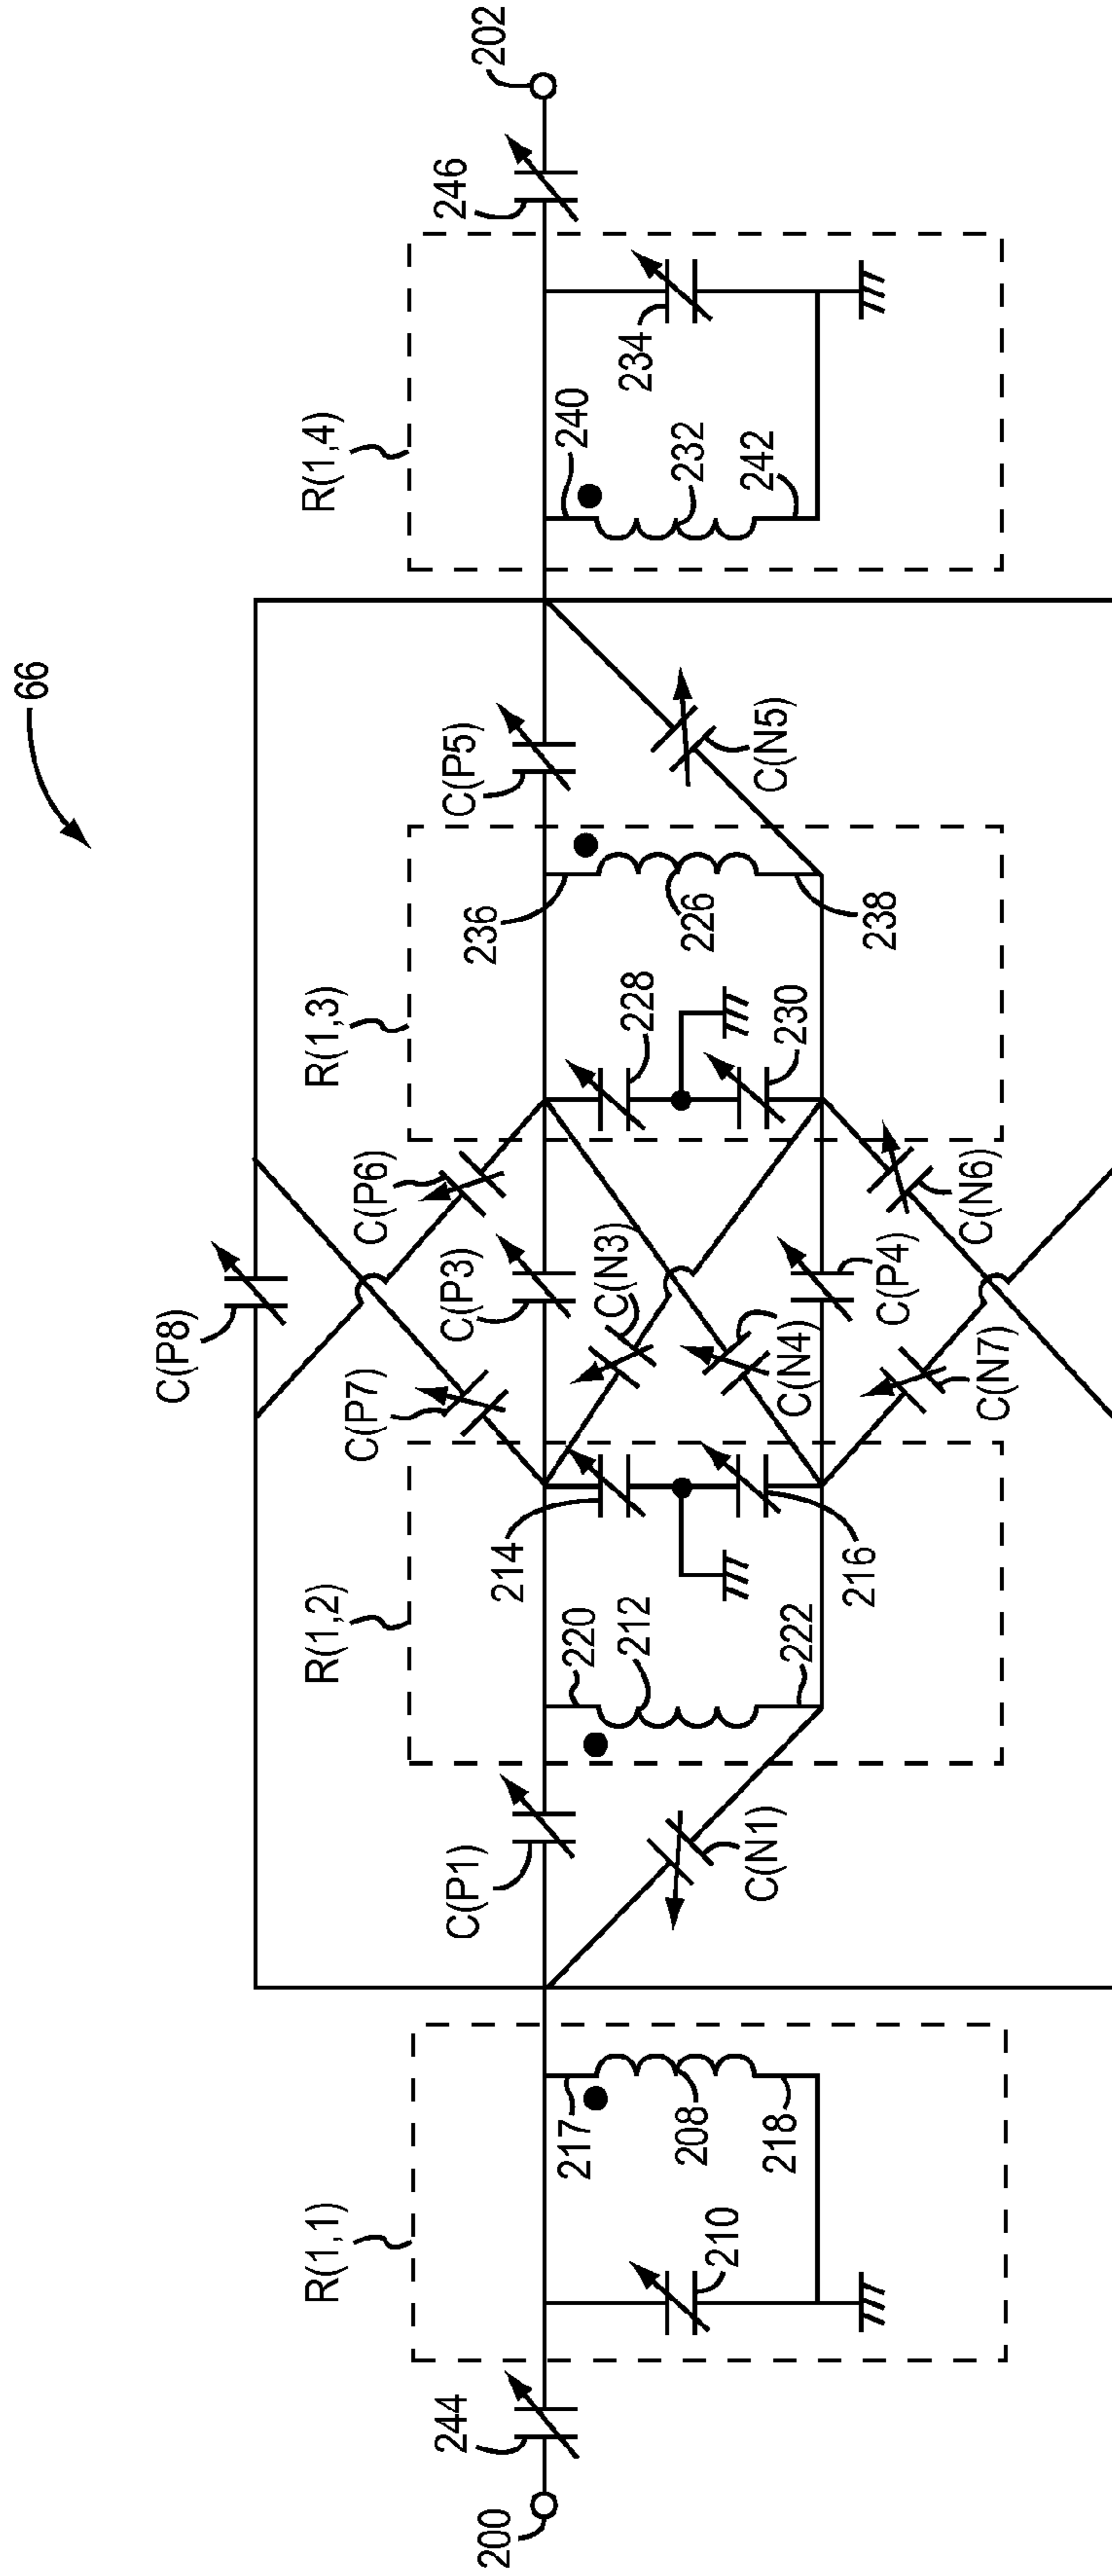 66
200
244
R(1,1)
210
217
208
218
C(P1)
C(N1)
R(1,2)
220
212
222
214
216
C(P8)
C(P7)
C(P6)
C(P3)
C(N3)
C(N4)
C(P4)
C(N7)
C(N6)
R(1,3)
228
230
236
226
238
C(P5)
C(N5)
R(1,4)
240
232
242
234
246
202